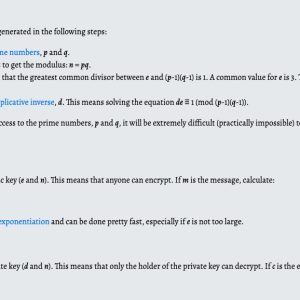 generated in the following steps:
me numbers, p and q.
to get the modulus: n = pq.
that the greatest common divisor between e and (p-1)(q-1) is 1. A common value for e is 3.
plicative inverse, d. This means solving the equation de ≡ 1 (mod (p-1)(q-1)).
ccess to the prime numbers, p and q, it will be extremely difficult (practically impossible) to
c key (e and n). This means that anyone can encrypt. If m is the message, calculate:
exponentiation and can be done pretty fast, especially if e is not too large.
te key (d and n). This means that only the holder of the private key can decrypt. If c is the e